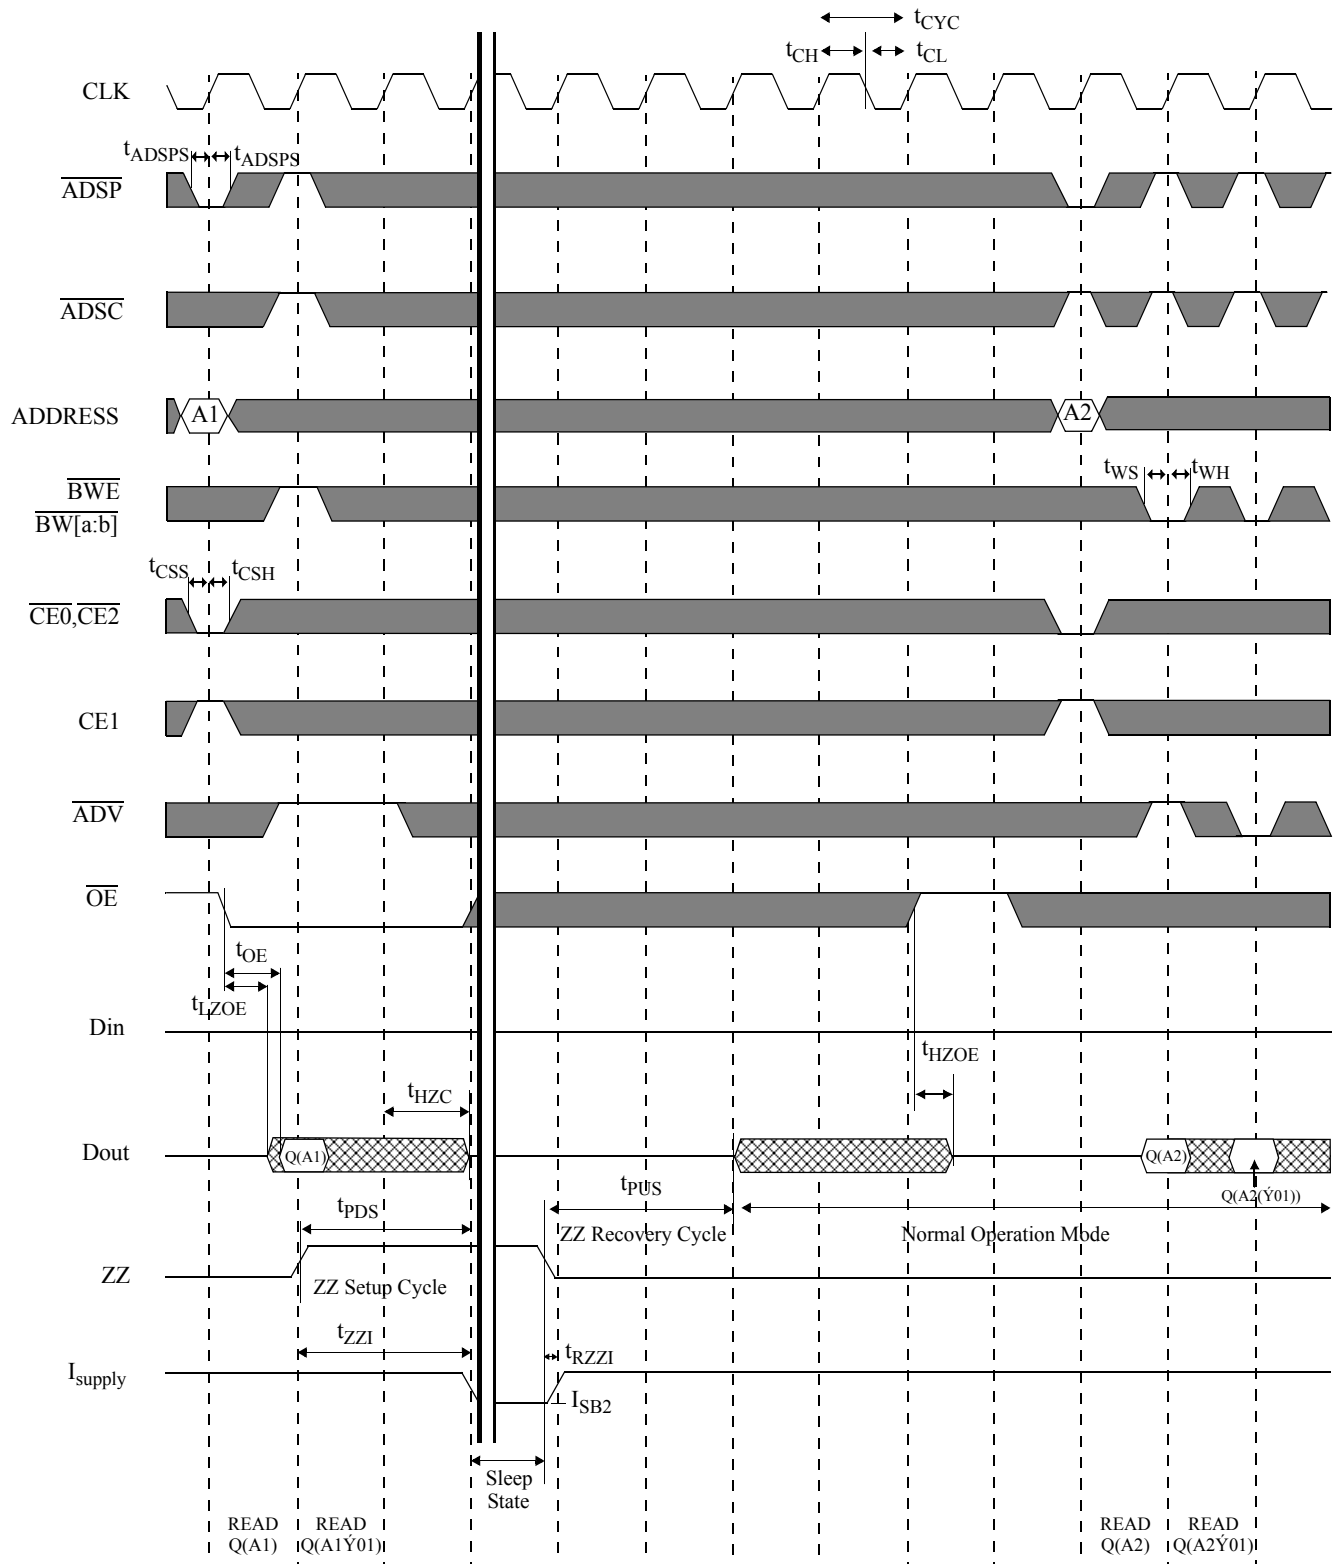 tCYC
tCH
tCL
CLK
tADSPS
tADSPS
ADSP
ADSC
ADDRESS
A1
A2
BWE
BW[a:b]
tWS
tWH
tCSS
tCSH
CE0,CE2
CE1
ADV
OE
tOE
tLZOE
Din
tHZOE
tHZC
Dout
Q(A1)
Q(A2)
Q(A2(Ý01))
tPUS
tPDS
ZZ Recovery Cycle
Normal Operation Mode
ZZ
ZZ Setup Cycle
tZZI
tRZZI
Isupply
ISB2
Sleep
State
READ
Q(A1)
READ
Q(A1Ý01)
READ
Q(A2)
READ
Q(A2Ý01)